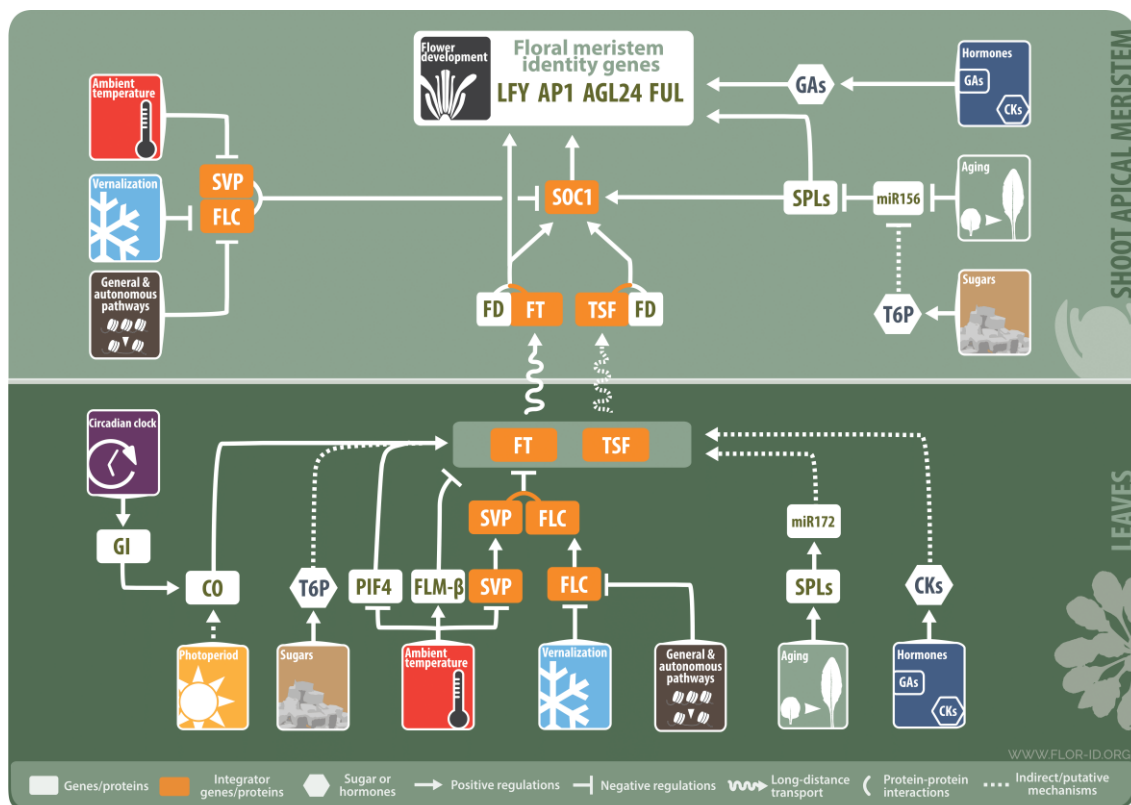 SHOOT APICAL MERISTEM
Flower
development
Floral meristem
identity genes
LFY AP1 AGL24 FUL
Ambient
temperature
GAs
Hormones
GAs
CKs
Vernalization
SVP
FLC
SOC1
SPLs
miR156
Aging
General &
autonomous
pathways
FD FT
TSF FD
T6P
Sugars
LEAVES
Circadian clock
FT
TSF
SVP FLC
miR172
GI
CO
T6P
PIF4
FLM-β
SVP
FLC
SPLs
CKs
Photoperiod
Sugars
Ambient
temperature
Vernalization
General &
autonomous
pathways
Aging
Hormones
GAs
CKs
WWW.FLOR-ID.ORG
Genes/proteins
Integrator
genes/proteins
Sugar or
hormones
Positive regulations
Negative regulations
Long-distance
transport
Protein-protein
interactions
Indirect/putative
mechanisms